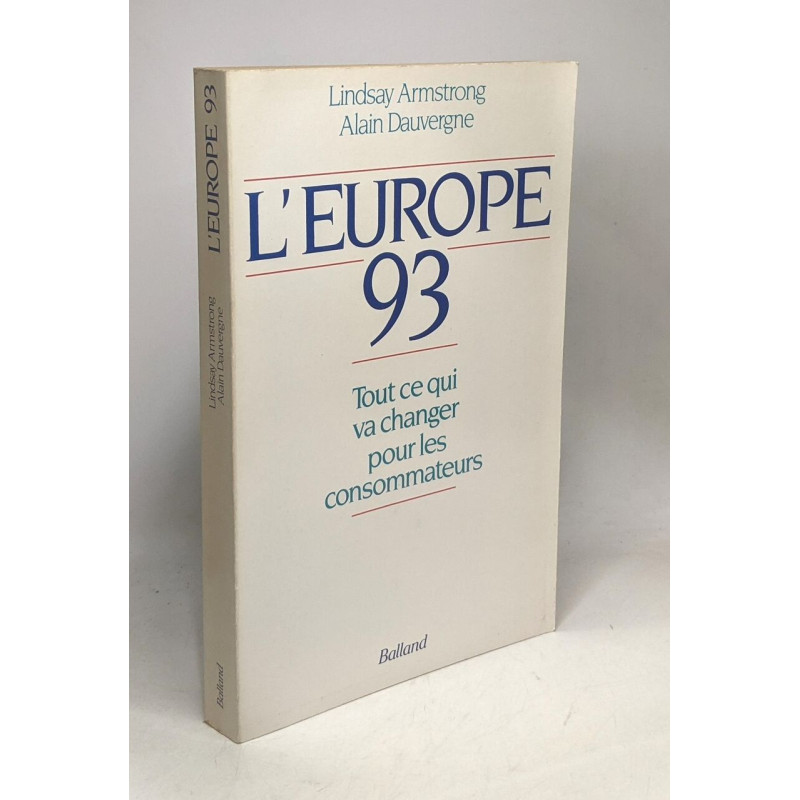 Lindsay Armstrong
Alain Dauvergne
L'EUROPE
93
Tout ce qui
va changer
pour les
consommateurs
Balland
L'EUROPE 93
Lindsay Armstrong
Alain Dauvergne
Balland